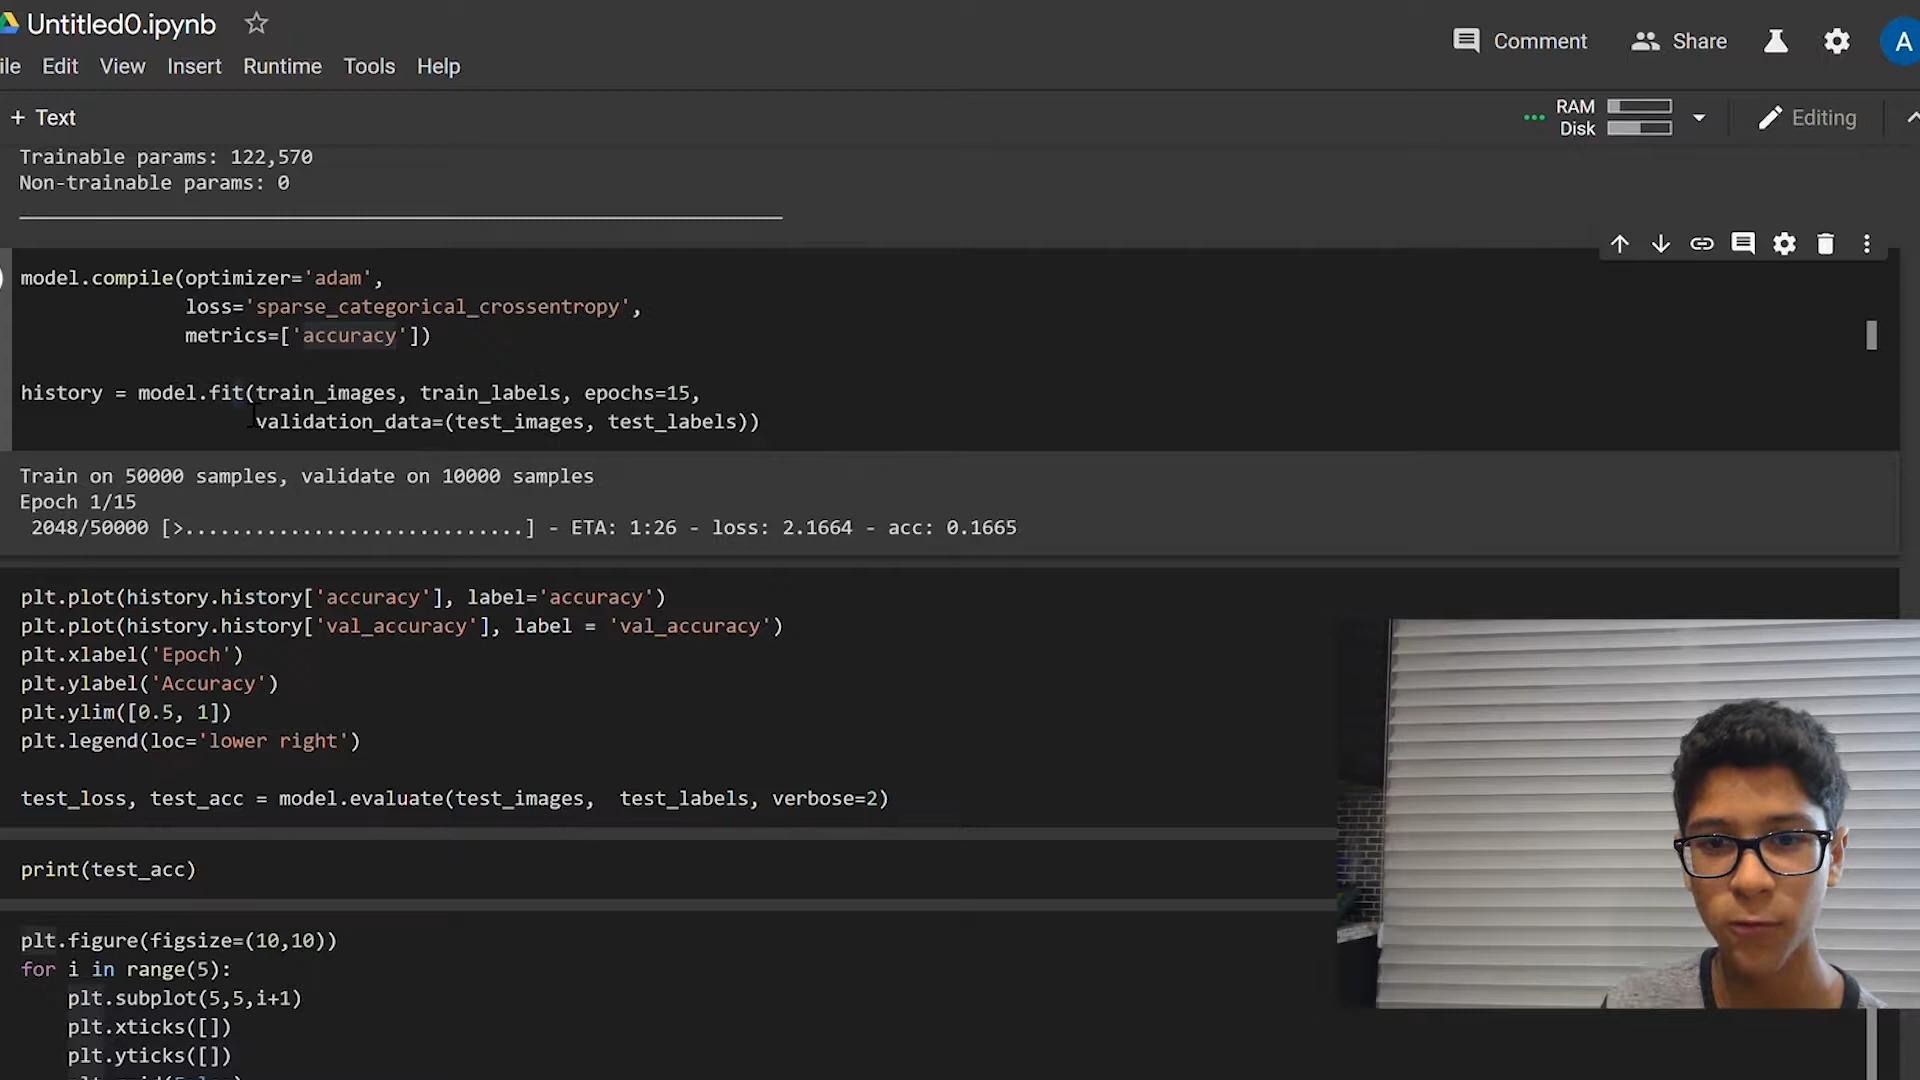 Untitled0.ipynb
Comment
Share
A
ile Edit View Insert Runtime Tools Help
+ Text
RAM
Disk
Editing
Trainable params: 122,570
Non-trainable params: 0
model.compile(optimizer='adam',
loss='sparse_categorical_crossentropy',
metrics=['accuracy'])
history = model.fit(train_images, train_labels, epochs=15,
validation_data=(test_images, test_labels))
Train on 50000 samples, validate on 10000 samples
Epoch 1/15
2048/50000 [>.............................] - ETA: 1:26 - loss: 2.1664 - acc: 0.1665
plt.plot(history.history['accuracy'], label='accuracy')
plt.plot(history.history['val_accuracy'], label = 'val_accuracy')
plt.xlabel('Epoch')
plt.ylabel('Accuracy')
plt.ylim([0.5, 1])
plt.legend(loc='lower right')
test_loss, test_acc = model.evaluate(test_images,  test_labels, verbose=2)
print(test_acc)
plt.figure(figsize=(10,10))
for i in range(5):
plt.subplot(5,5,i+1)
plt.xticks([])
plt.yticks([])